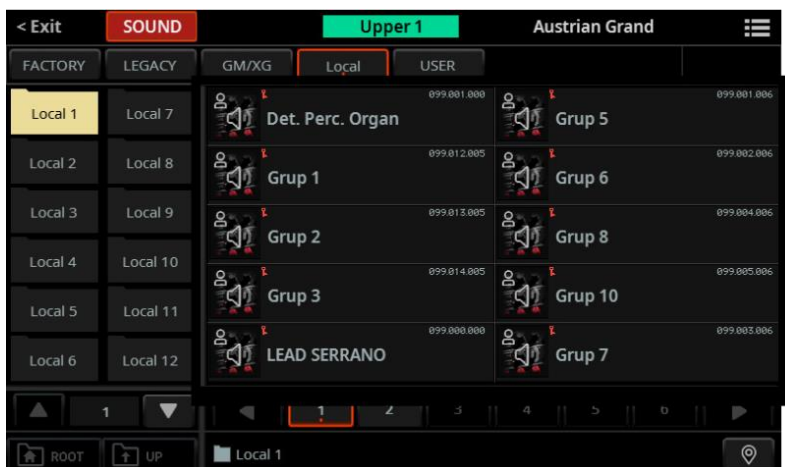 < Exit SOUND Upper 1 Austrian Grand
FACTORY LEGACY GM/XG Local USER
Local 1 Local 7
Local 2 Local 8
Local 3 Local 9
Local 4 Local 10
Local 5 Local 11
Local 6 Local 12
099.001.000
Det. Perc. Organ
099.001.006
Grup 5
099.012.005
Grup 1
099.002.006
Grup 6
099.013.005
Grup 2
099.004.006
Grup 8
099.014.005
Grup 3
099.005.006
Grup 10
099.000.000
LEAD SERRANO
099.003.006
Grup 7
1 1 2 3 4 5 6
ROOT UP Local 1